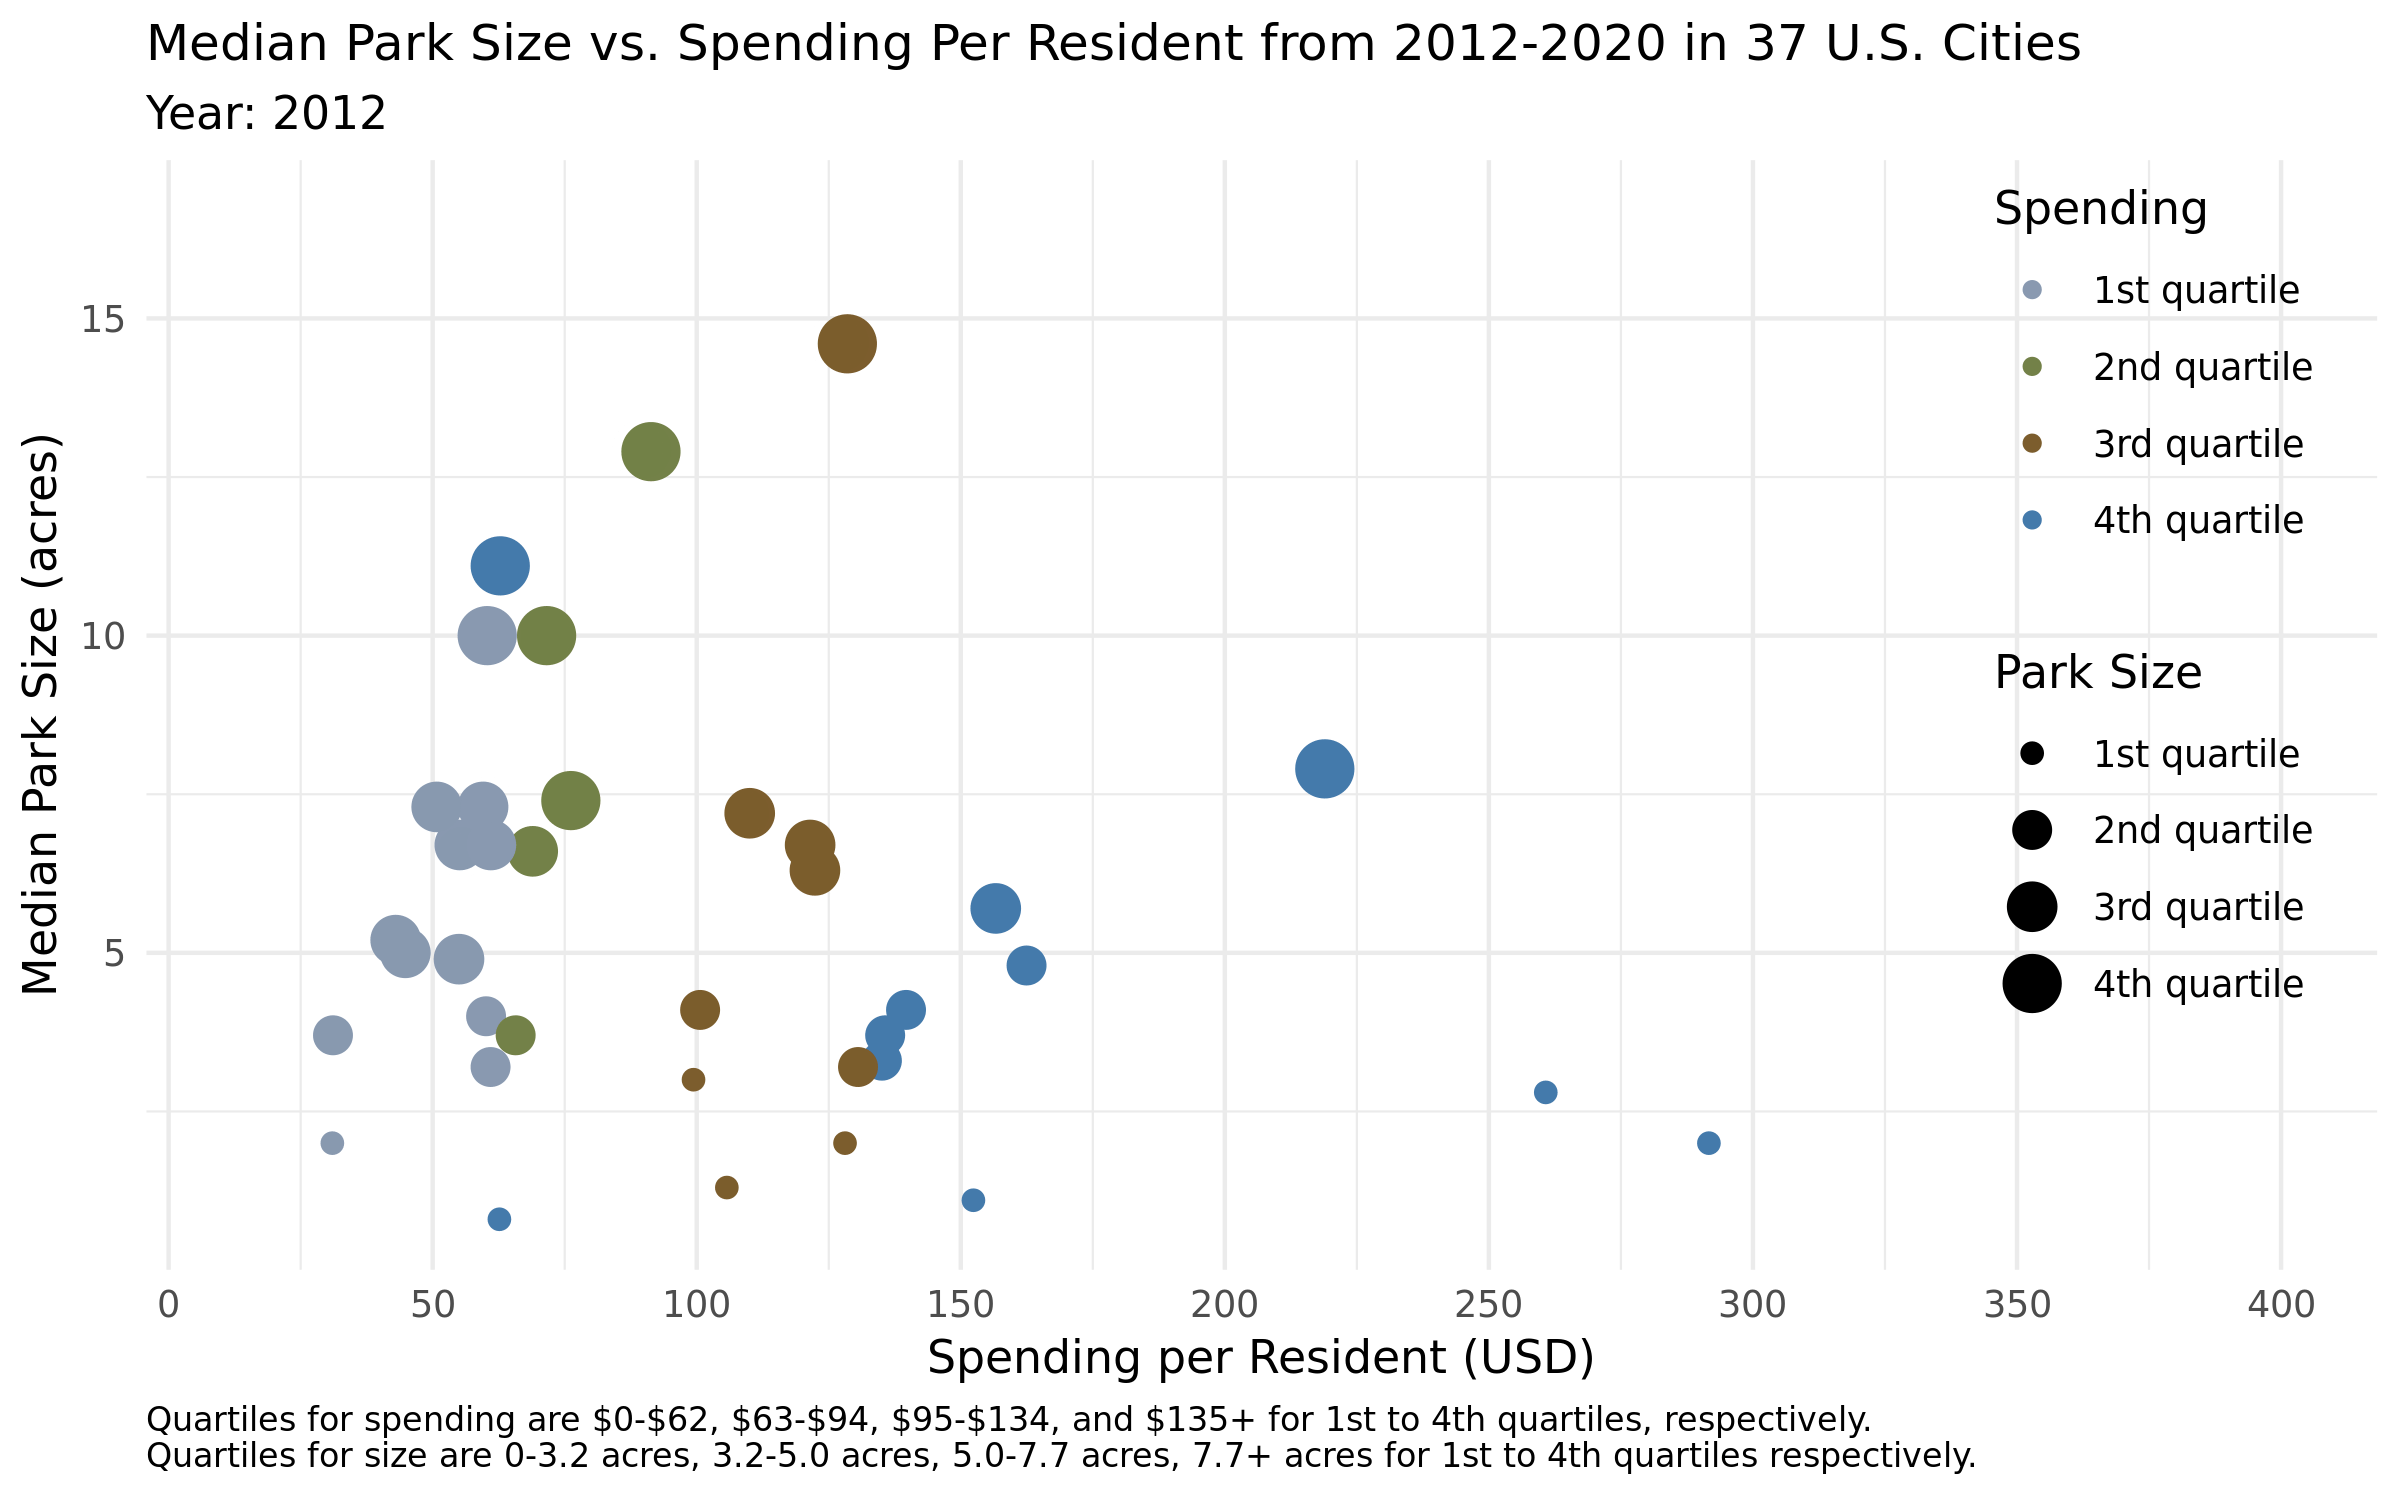 Median Park Size vs. Spending Per Resident from 2012-2020 in 37 U.S. Cities
Year: 2012
Median Park Size (acres)
15
10
5
Spending
1st quartile
2nd quartile
3rd quartile
4th quartile
Park Size
1st quartile
2nd quartile
3rd quartile
4th quartile
0 50 100 150 200 250 300 350 400
Spending per Resident (USD)
Quartiles for spending are $0-$62, $63-$94, $95-$134, and $135+ for 1st to 4th quartiles, respectively.
Quartiles for size are 0-3.2 acres, 3.2-5.0 acres, 5.0-7.7 acres, 7.7+ acres for 1st to 4th quartiles respectively.